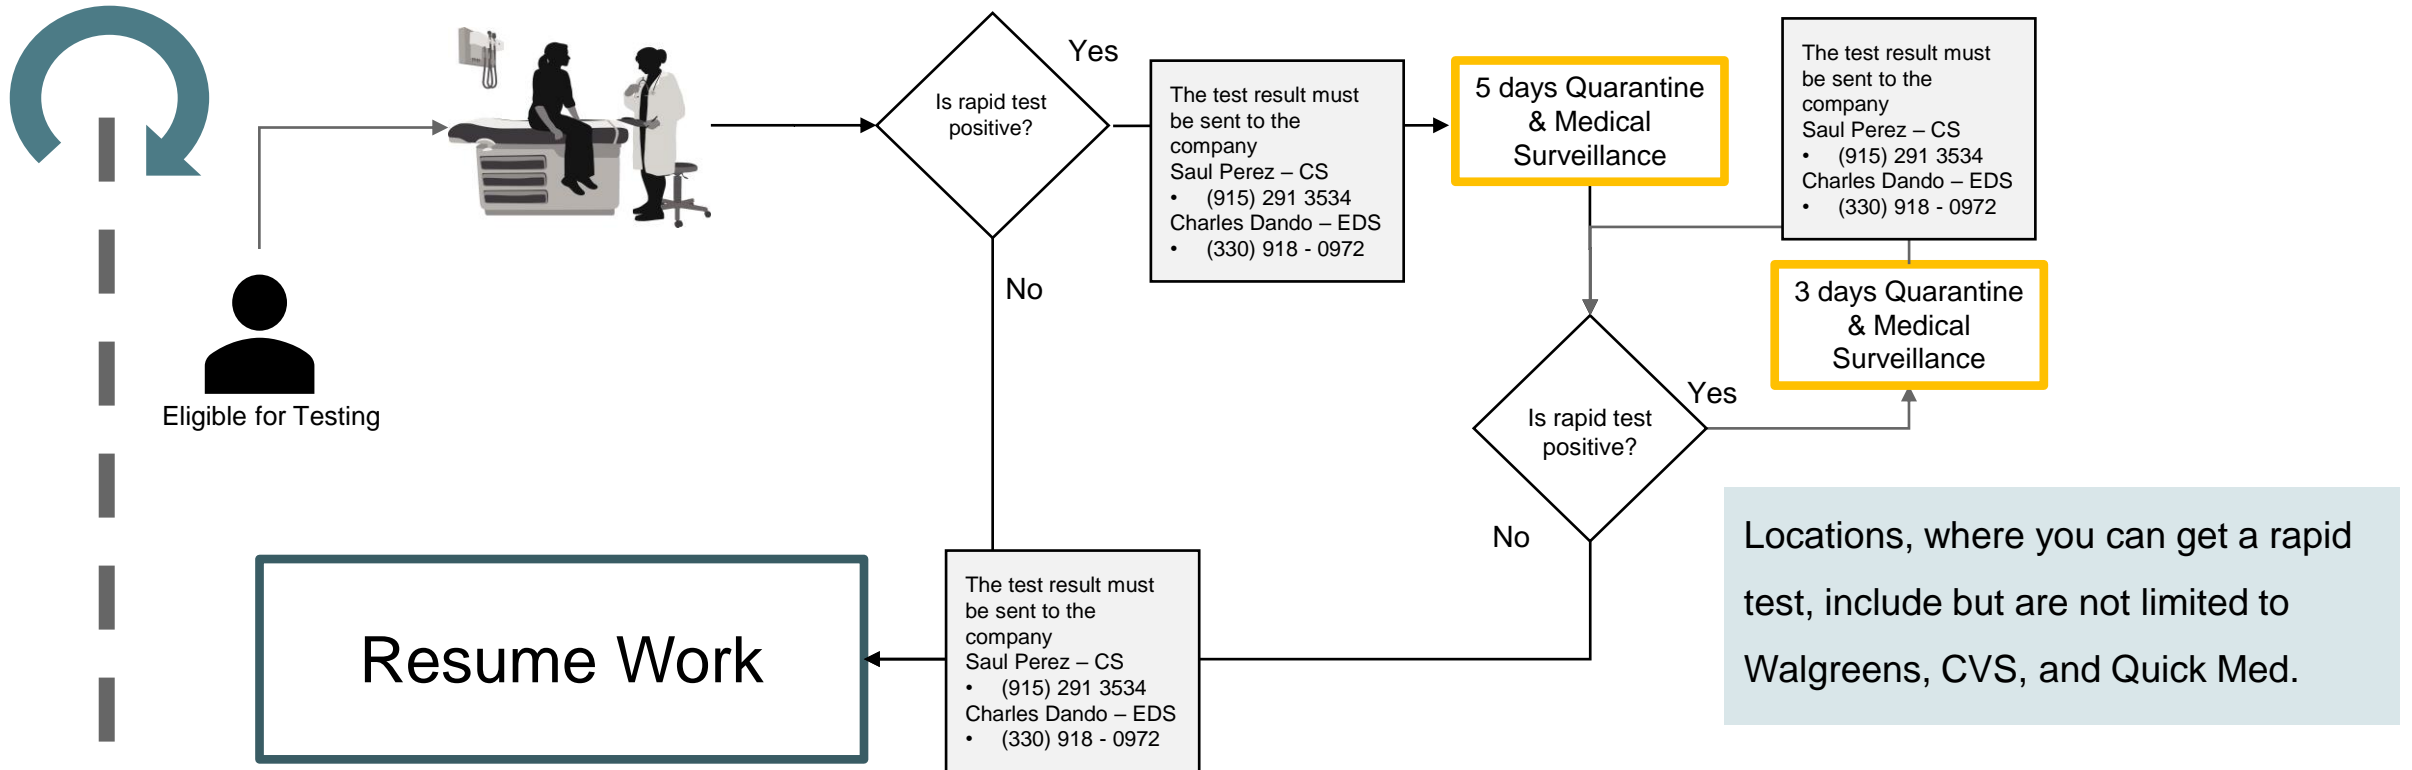 Is rapid test
positive?
Yes
The test result must
be sent to the
company
Saul Perez – CS
• (915) 291 3534
Charles Dando – EDS
• (330) 918 - 0972
5 days Quarantine
& Medical
Surveillance
The test result must
be sent to the
company
Saul Perez – CS
• (915) 291 3534
Charles Dando – EDS
• (330) 918 - 0972
No
3 days Quarantine
& Medical
Surveillance
Eligible for Testing
Yes
Is rapid test
positive?
No
Locations, where you can get a rapid
test, include but are not limited to
Walgreens, CVS, and Quick Med.
Resume Work
The test result must
be sent to the
company
Saul Perez – CS
• (915) 291 3534
Charles Dando – EDS
• (330) 918 - 0972